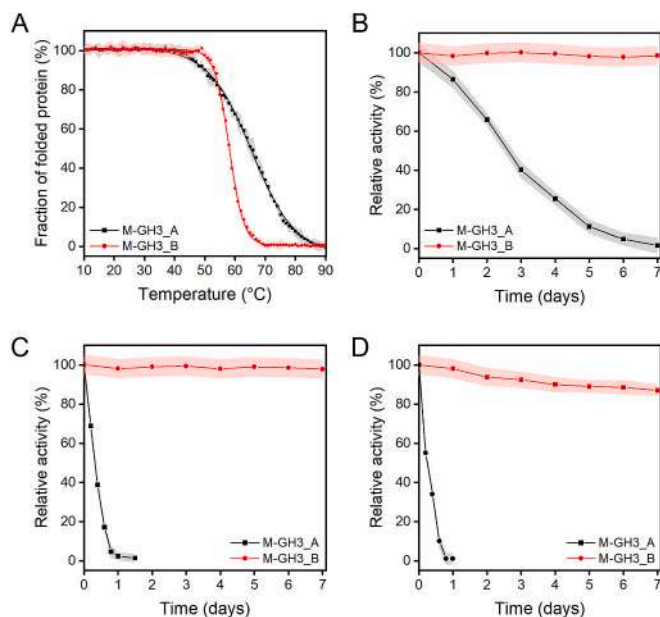 A
Fraction of folded protein (%)
100
80
60
40
20
0
M-GH3_A
M-GH3_B
10 20 30 40 50 60 70 80 90
Temperature (°C)
B
Relative activity (%)
100
80
60
40
20
0
M-GH3_A
M-GH3_B
0 1 2 3 4 5 6 7
Time (days)
C
Relative activity (%)
100
80
60
40
20
0
M-GH3_A
M-GH3_B
0 1 2 3 4 5 6 7
Time (days)
D
Relative activity (%)
100
80
60
40
20
0
M-GH3_A
M-GH3_B
0 1 2 3 4 5 6 7
Time (days)